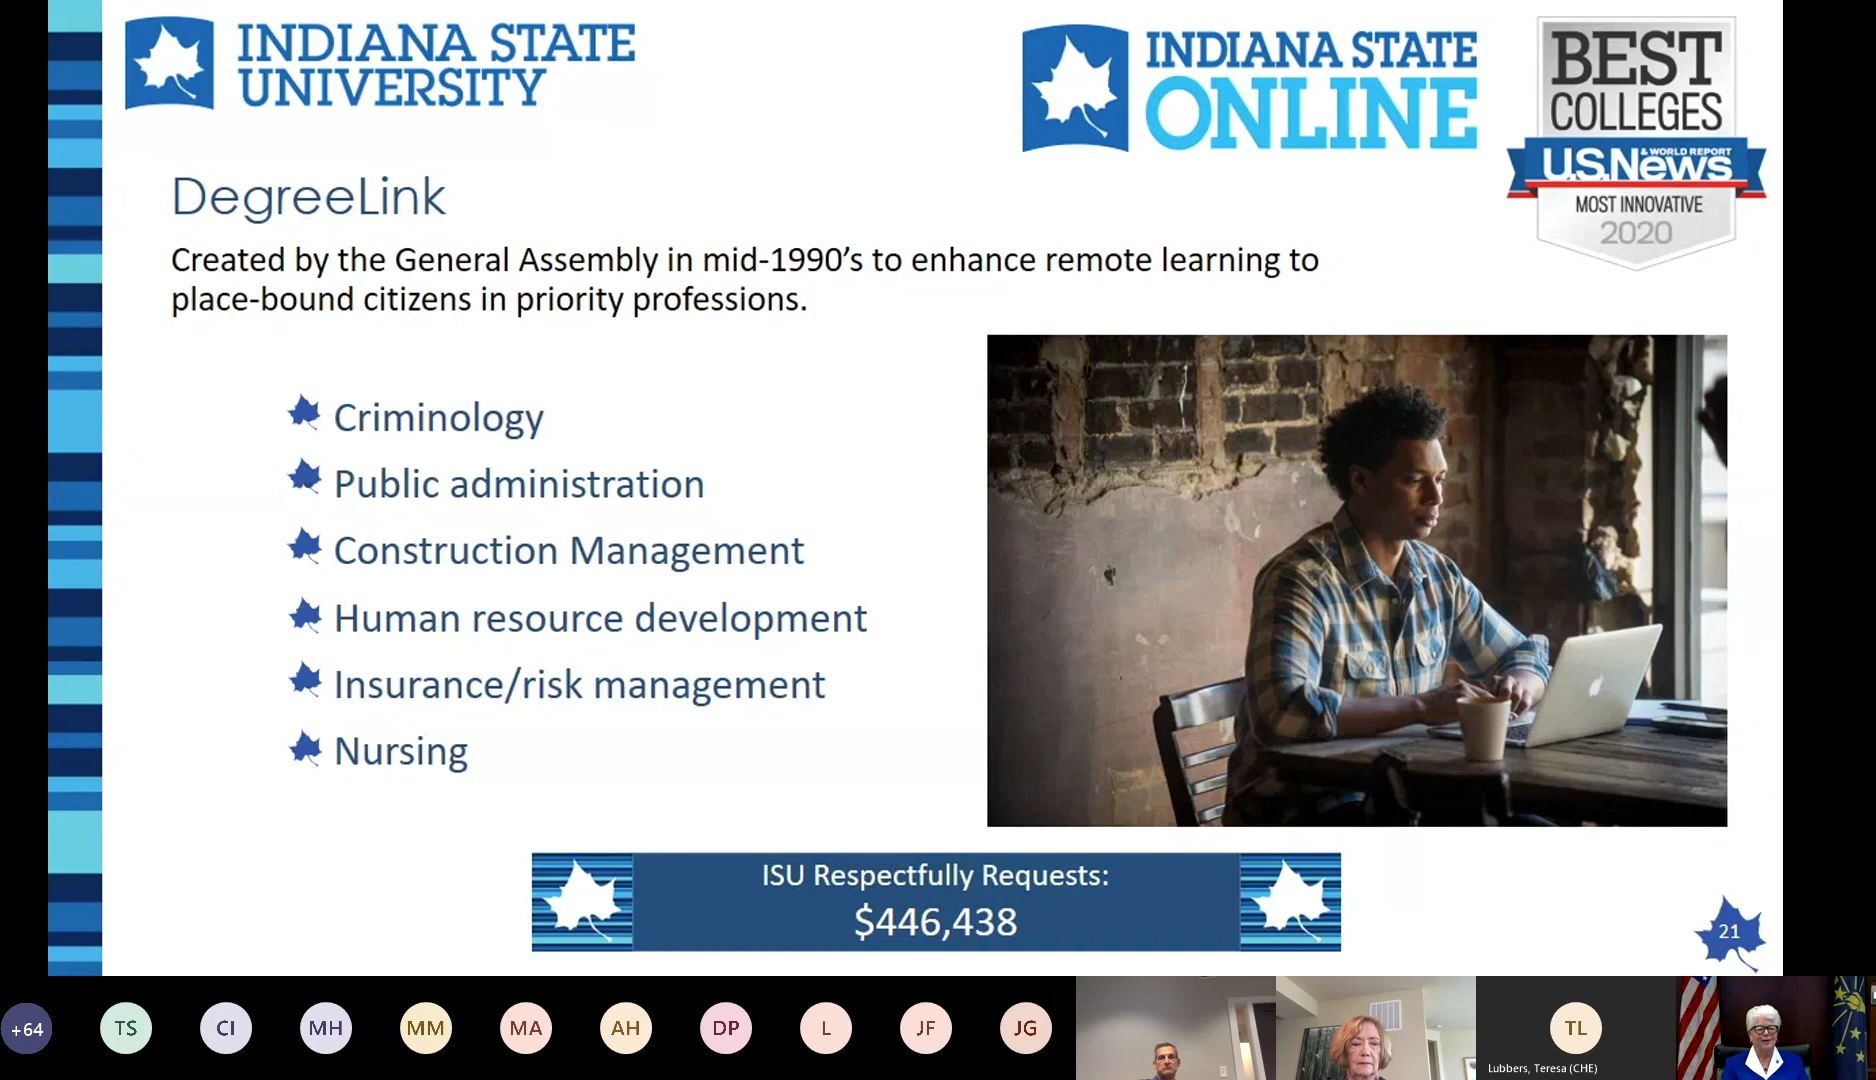 INDIANA STATE
UNIVERSITY
INDIANA STATE
ONLINE
BEST
COLLEGES
& WORLD REPORT
U.S.News
MOST INNOVATIVE
2020
DegreeLink
Created by the General Assembly in mid-1990’s to enhance remote learning to
place-bound citizens in priority professions.
Criminology
Public administration
Construction Management
Human resource development
Insurance/risk management
Nursing
ISU Respectfully Requests:
$446,438
21
+64
TS
CI
MH
MM
MA
AH
DP
L
JF
JG
TL
Lubbers, Teresa (CHE)